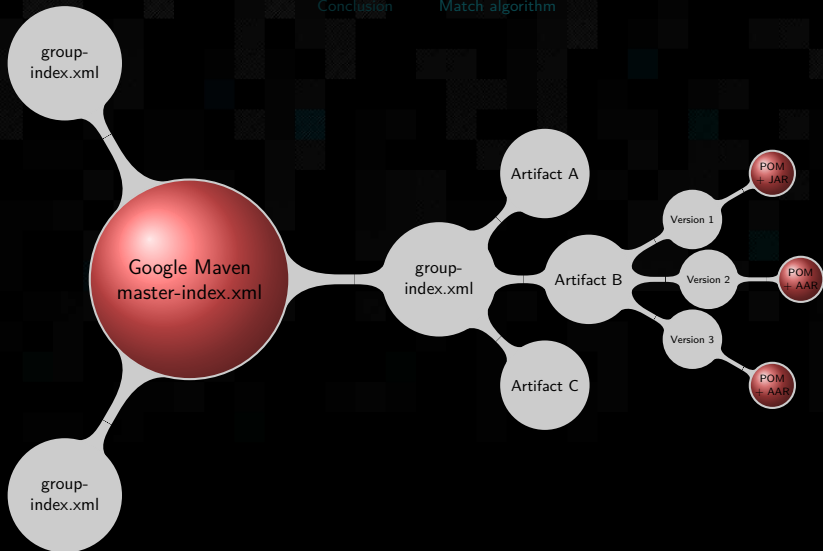 Conclusion Match algorithm
group-
index.xml
Google Maven
master-index.xml
group-
index.xml
group-
index.xml
Artifact A
Artifact B
Artifact C
Version 1
Version 2
Version 3
POM
+ JAR
POM
+ AAR
POM
+ AAR